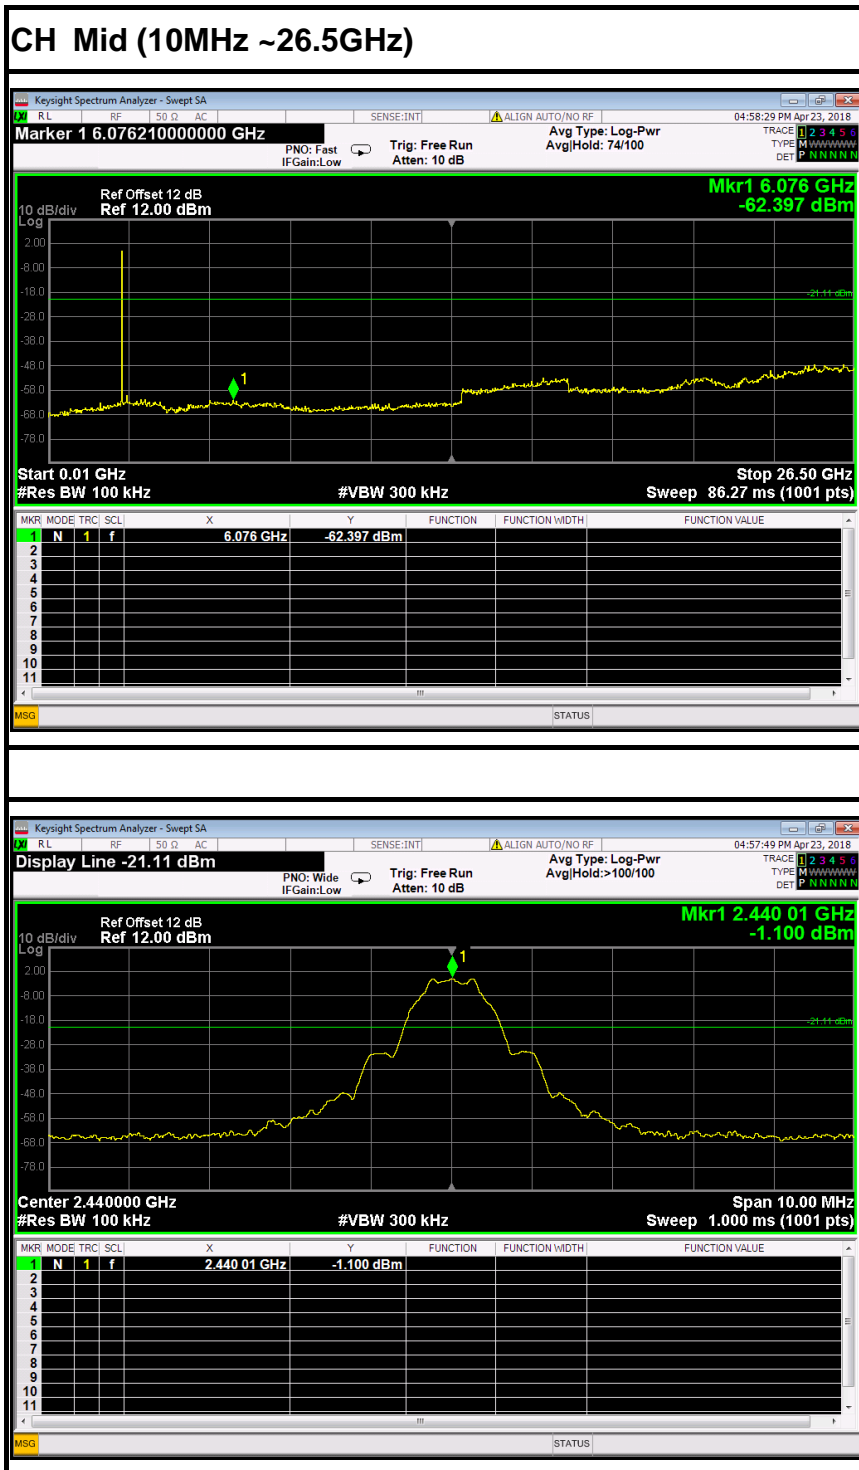 CH Mid (10MHz ~26.5GHz)
Keysight Spectrum Analyzer - Swept SA
LXI RL RF 50 Ω AC SENSE:INT ALIGN AUTO/NO RF 04:58:29 PM Apr 23, 2018
Marker 1 6.076210000000 GHz
PNO: Fast
IFGain:Low
Trig: Free Run
Atten: 10 dB
Avg Type: Log-Pwr
Avg|Hold: 74/100
TRACE 1 2 3 4 5 6
TYPE M WWWWW
DET P N N N N N
Mkr1 6.076 GHz
-62.397 dBm
Ref Offset 12 dB
10 dB/div Ref 12.00 dBm
Log
2.00
-8.00
-18.0
-21.11 dBm
-28.0
-38.0
-48.0
-58.0
-68.0
-78.0
1
Start 0.01 GHz Stop 26.50 GHz
#Res BW 100 kHz #VBW 300 kHz Sweep 86.27 ms (1001 pts)
MKR MODE TRC SCL X Y FUNCTION FUNCTION WIDTH FUNCTION VALUE
1 N 1 f 6.076 GHz -62.397 dBm
2
3
4
5
6
7
8
9
10
11
MSG STATUS
Keysight Spectrum Analyzer - Swept SA
LXI RL RF 50 Ω AC SENSE:INT ALIGN AUTO/NO RF 04:57:49 PM Apr 23, 2018
Display Line -21.11 dBm
PNO: Wide
IFGain:Low
Trig: Free Run
Atten: 10 dB
Avg Type: Log-Pwr
Avg|Hold:>100/100
TRACE 1 2 3 4 5 6
TYPE M WWWWW
DET P N N N N N
Mkr1 2.440 01 GHz
-1.100 dBm
Ref Offset 12 dB
10 dB/div Ref 12.00 dBm
Log
1
2.00
-8.00
-18.0
-21.11 dBm
-28.0
-38.0
-48.0
-58.0
-68.0
-78.0
Center 2.440000 GHz Span 10.00 MHz
#Res BW 100 kHz #VBW 300 kHz Sweep 1.000 ms (1001 pts)
MKR MODE TRC SCL X Y FUNCTION FUNCTION WIDTH FUNCTION VALUE
1 N 1 f 2.440 01 GHz -1.100 dBm
2
3
4
5
6
7
8
9
10
11
MSG STATUS